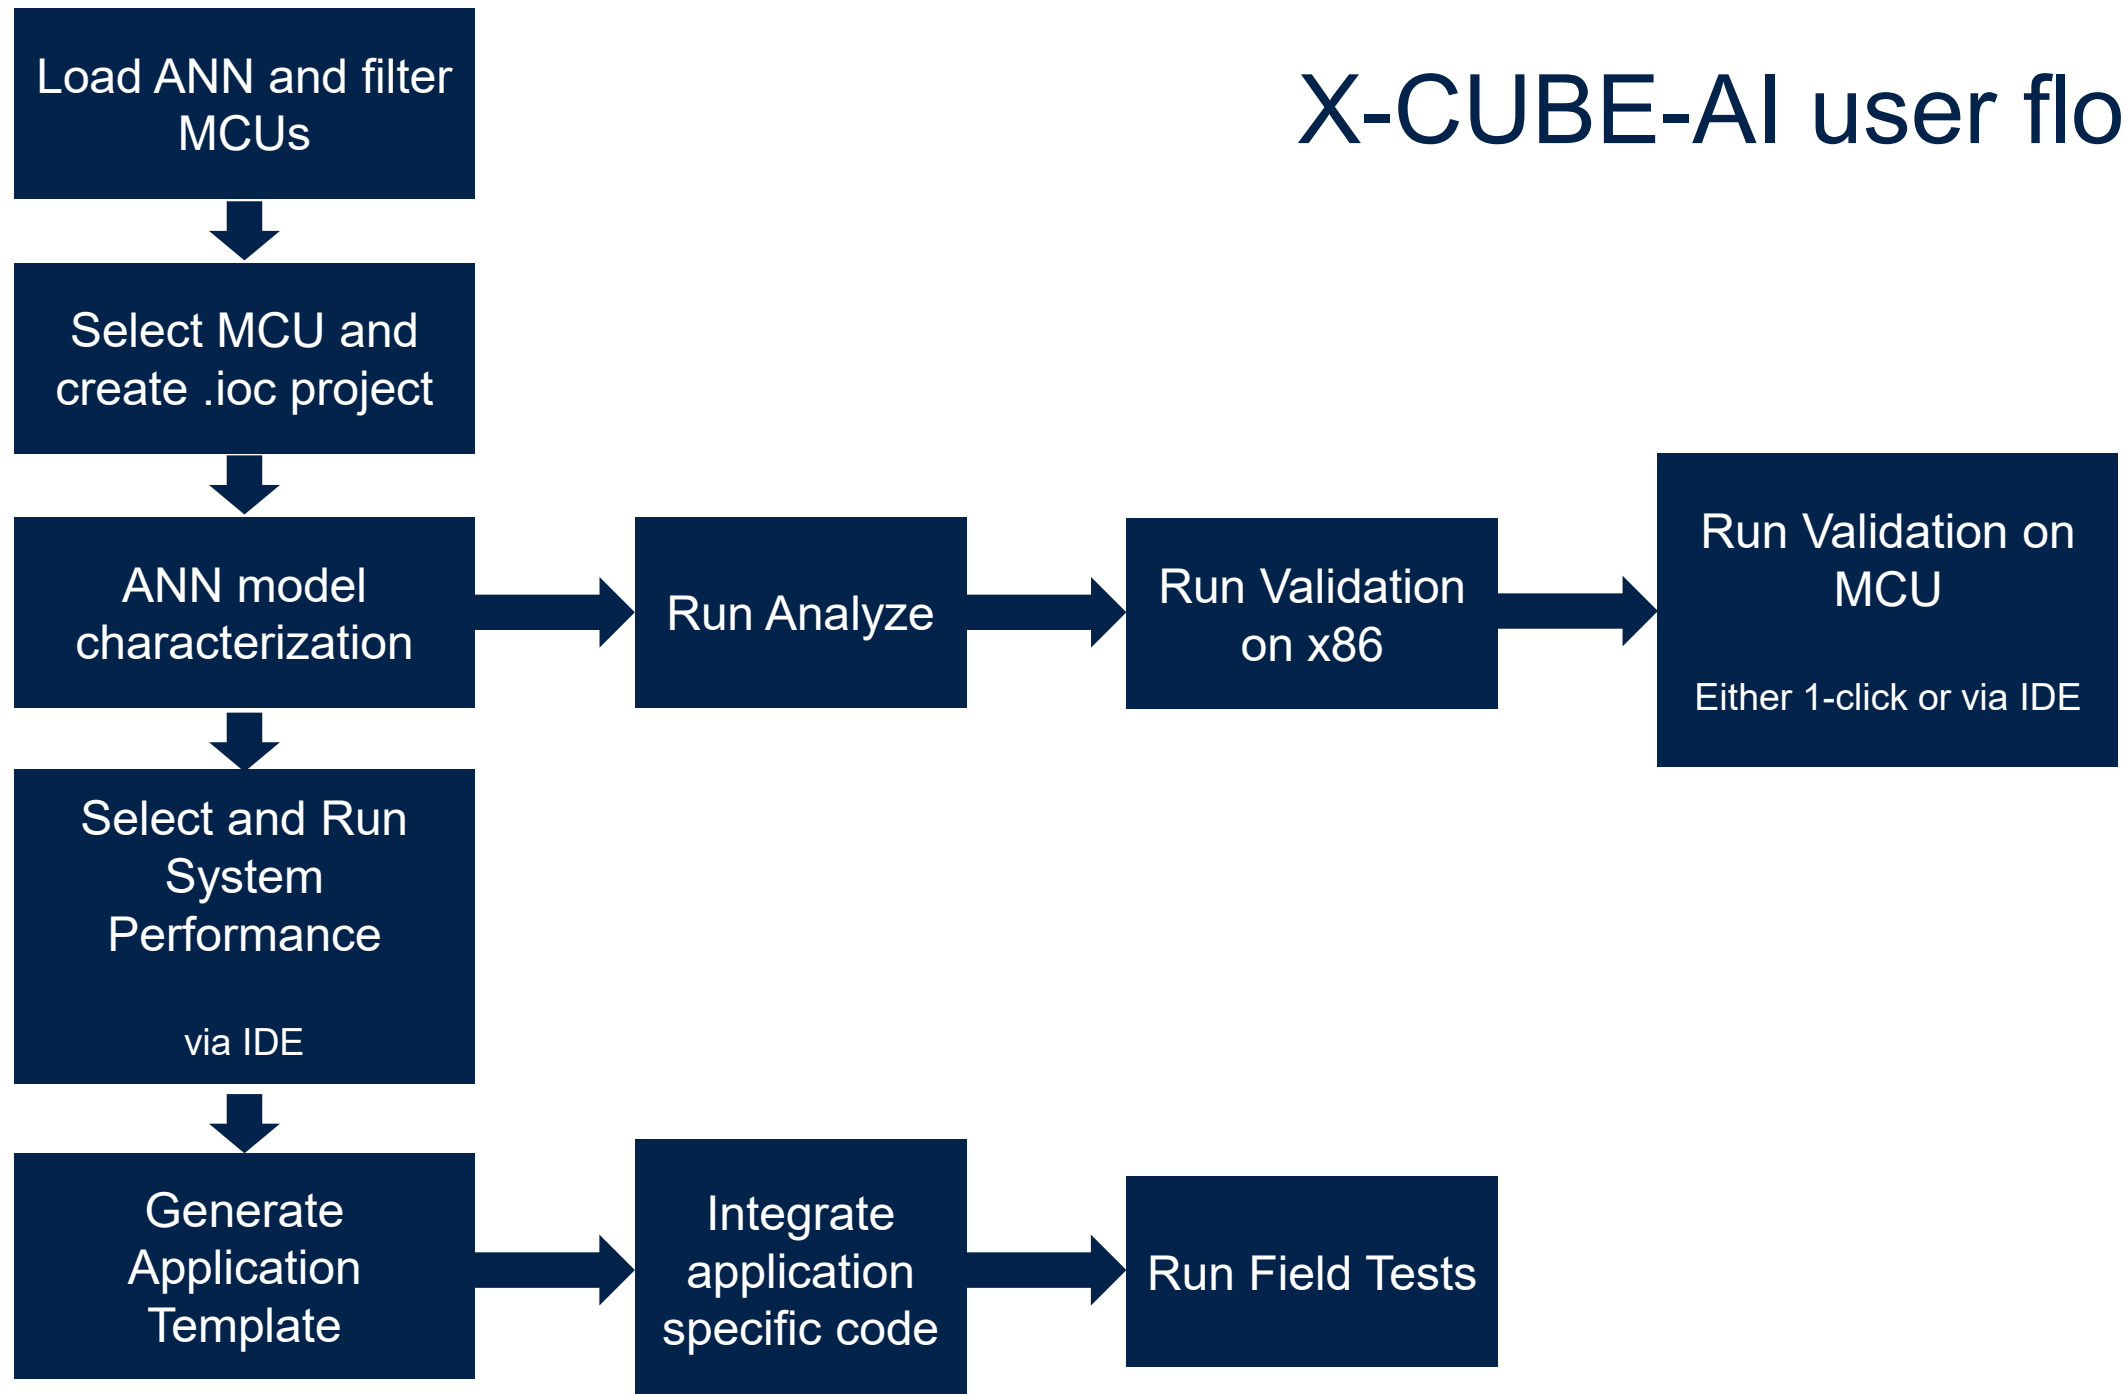 X-CUBE-AI user flo
Load ANN and filter
MCUs
Select MCU and
create .ioc project
ANN model
characterization
Run Analyze
Run Validation
on x86
Run Validation on
MCU
Either 1-click or via IDE
Select and Run
System
Performance
via IDE
Generate
Application
Template
Integrate
application
specific code
Run Field Tests